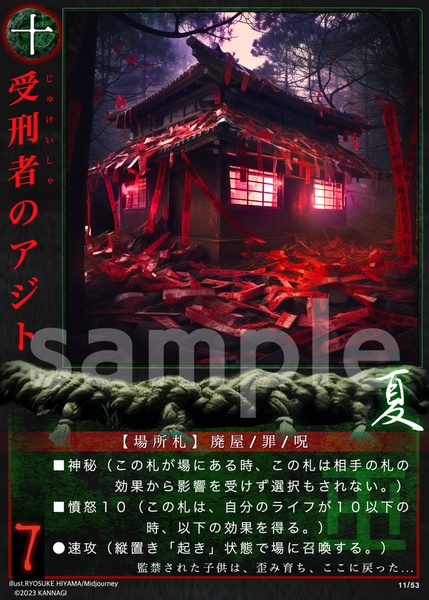 十
じゅけいしゃ
受刑者のアジト
sample
夏
【場所札】廃屋/罪/呪
■神秘（この札が場にある時、この札は相手の札の
効果から影響を受けず選択もされない。）
■憤怒１０（この札は、自分のライフが１０以下の
時、以下の効果を得る。）
●速攻（縦置き「起き」状態で場に召喚する。）
監禁された子供は、歪み育ち、ここに戻った…
7
illust.RYOSUKE HIYAMA/Midjourney
©2023 KANNAGI
11/53